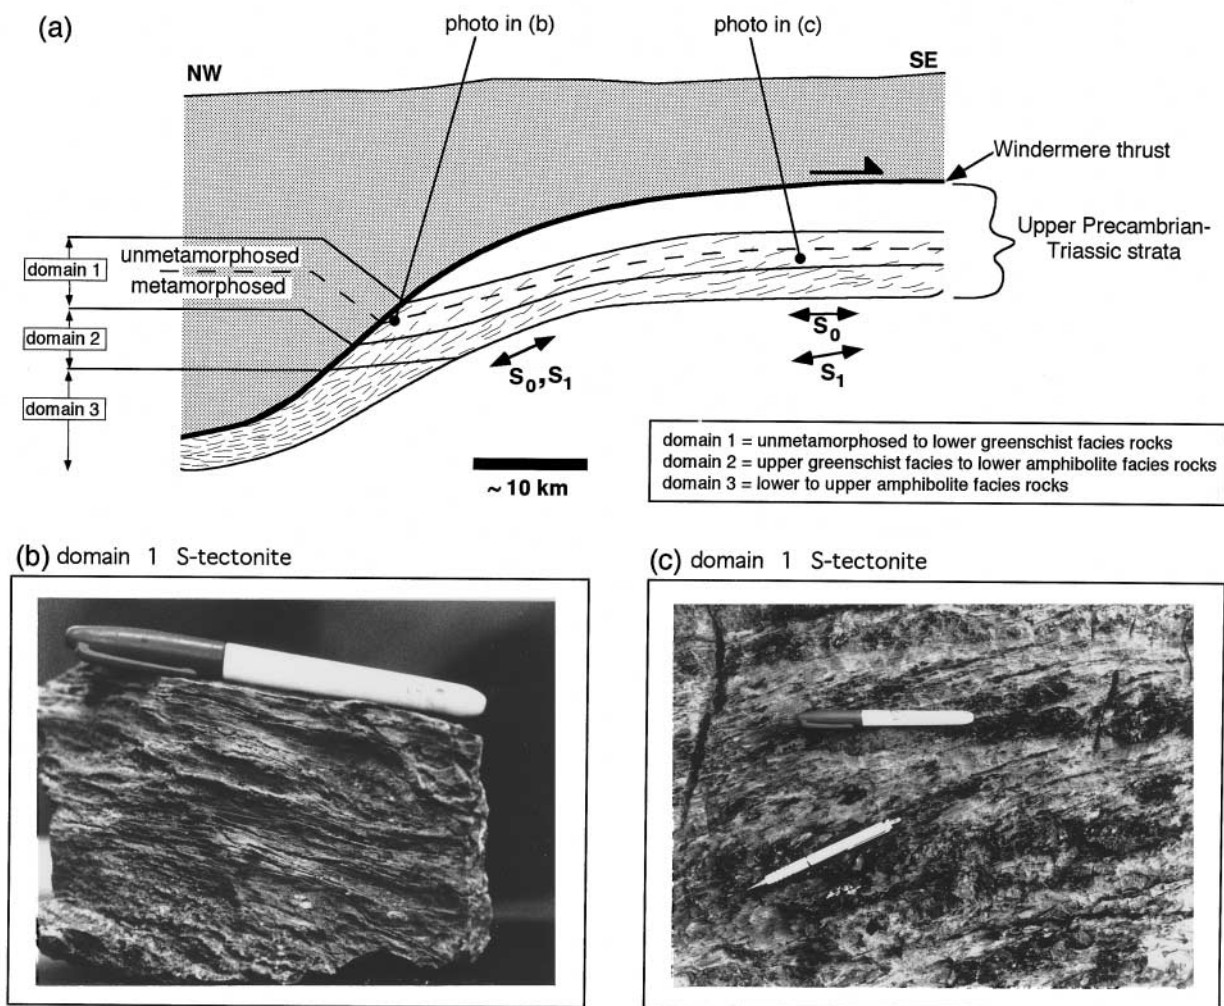 (a)
photo in (b)
photo in (c)
NW
SE
Windermere thrust
Upper Precambrian-
Triassic strata
unmetamorphosed
metamorphosed
domain 1
domain 2
domain 3
S0
S1
S0,S1
~ 10 km
domain 1 = unmetamorphosed to lower greenschist facies rocks
domain 2 = upper greenschist facies to lower amphibolite facies rocks
domain 3 = lower to upper amphibolite facies rocks
(b) domain 1 S-tectonite
(c) domain 1 S-tectonite